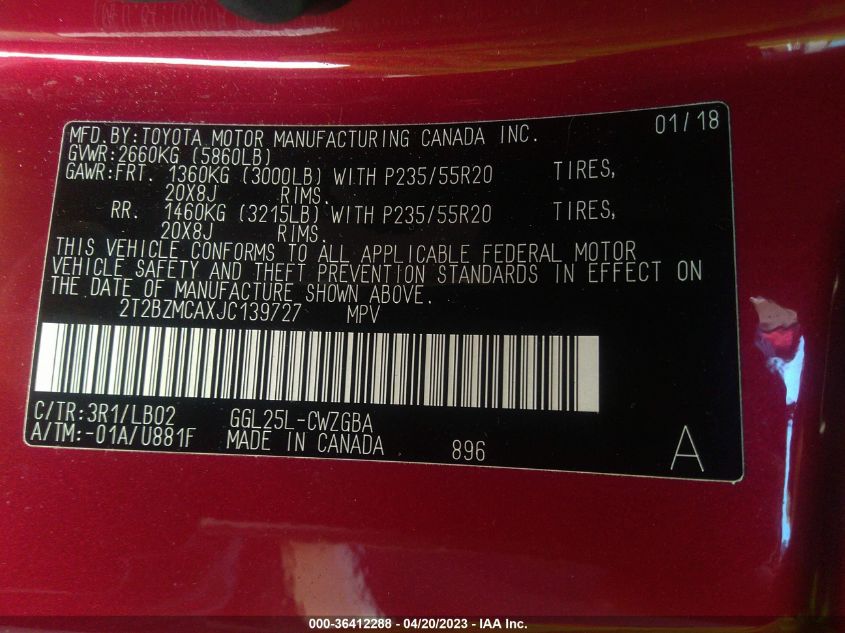 MFD.BY:TOYOTA MOTOR MANUFACTURING CANADA INC. 01/18
GVWR:2660KG (5860LB)
GAWR:FRT. 1360KG (3000LB) WITH P235/55R20 TIRES,
20X8J RIMS.
RR. 1460KG (3215LB) WITH P235/55R20 TIRES,
20X8J RIMS.
THIS VEHICLE CONFORMS TO ALL APPLICABLE FEDERAL MOTOR
VEHICLE SAFETY AND THEFT PREVENTION STANDARDS IN EFFECT ON
THE DATE OF MANUFACTURE SHOWN ABOVE.
2T2BZMCAXJC139727 MPV
C/TR:3R1/LB02 GGL25L-CWZGBA
A/TM:-01A/U881F MADE IN CANADA 896 A
000-36412288 - 04/20/2023 - IAA Inc.